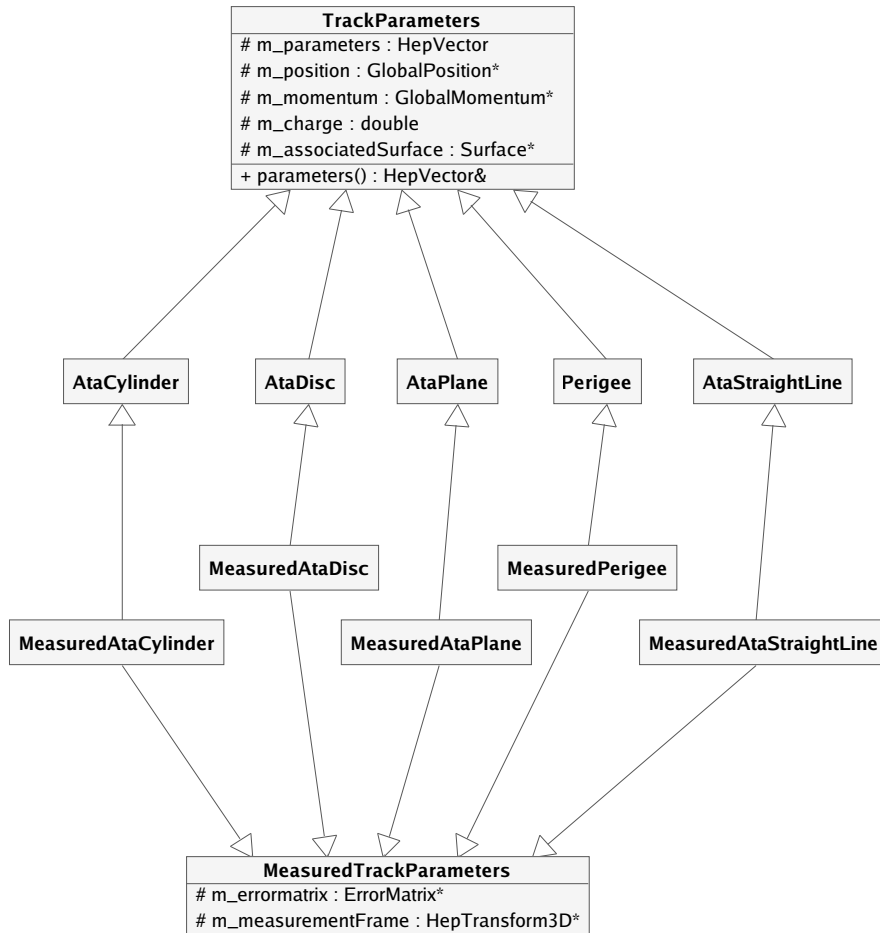 TrackParameters
# m_parameters : HepVector
# m_position : GlobalPosition*
# m_momentum : GlobalMomentum*
# m_charge : double
# m_associatedSurface : Surface*
+ parameters() : HepVector&
AtaCylinder
AtaDisc
AtaPlane
Perigee
AtaStraightLine
MeasuredAtaDisc
MeasuredPerigee
MeasuredAtaCylinder
MeasuredAtaPlane
MeasuredAtaStraightLine
MeasuredTrackParameters
# m_errormatrix : ErrorMatrix*
# m_measurementFrame : HepTransform3D*